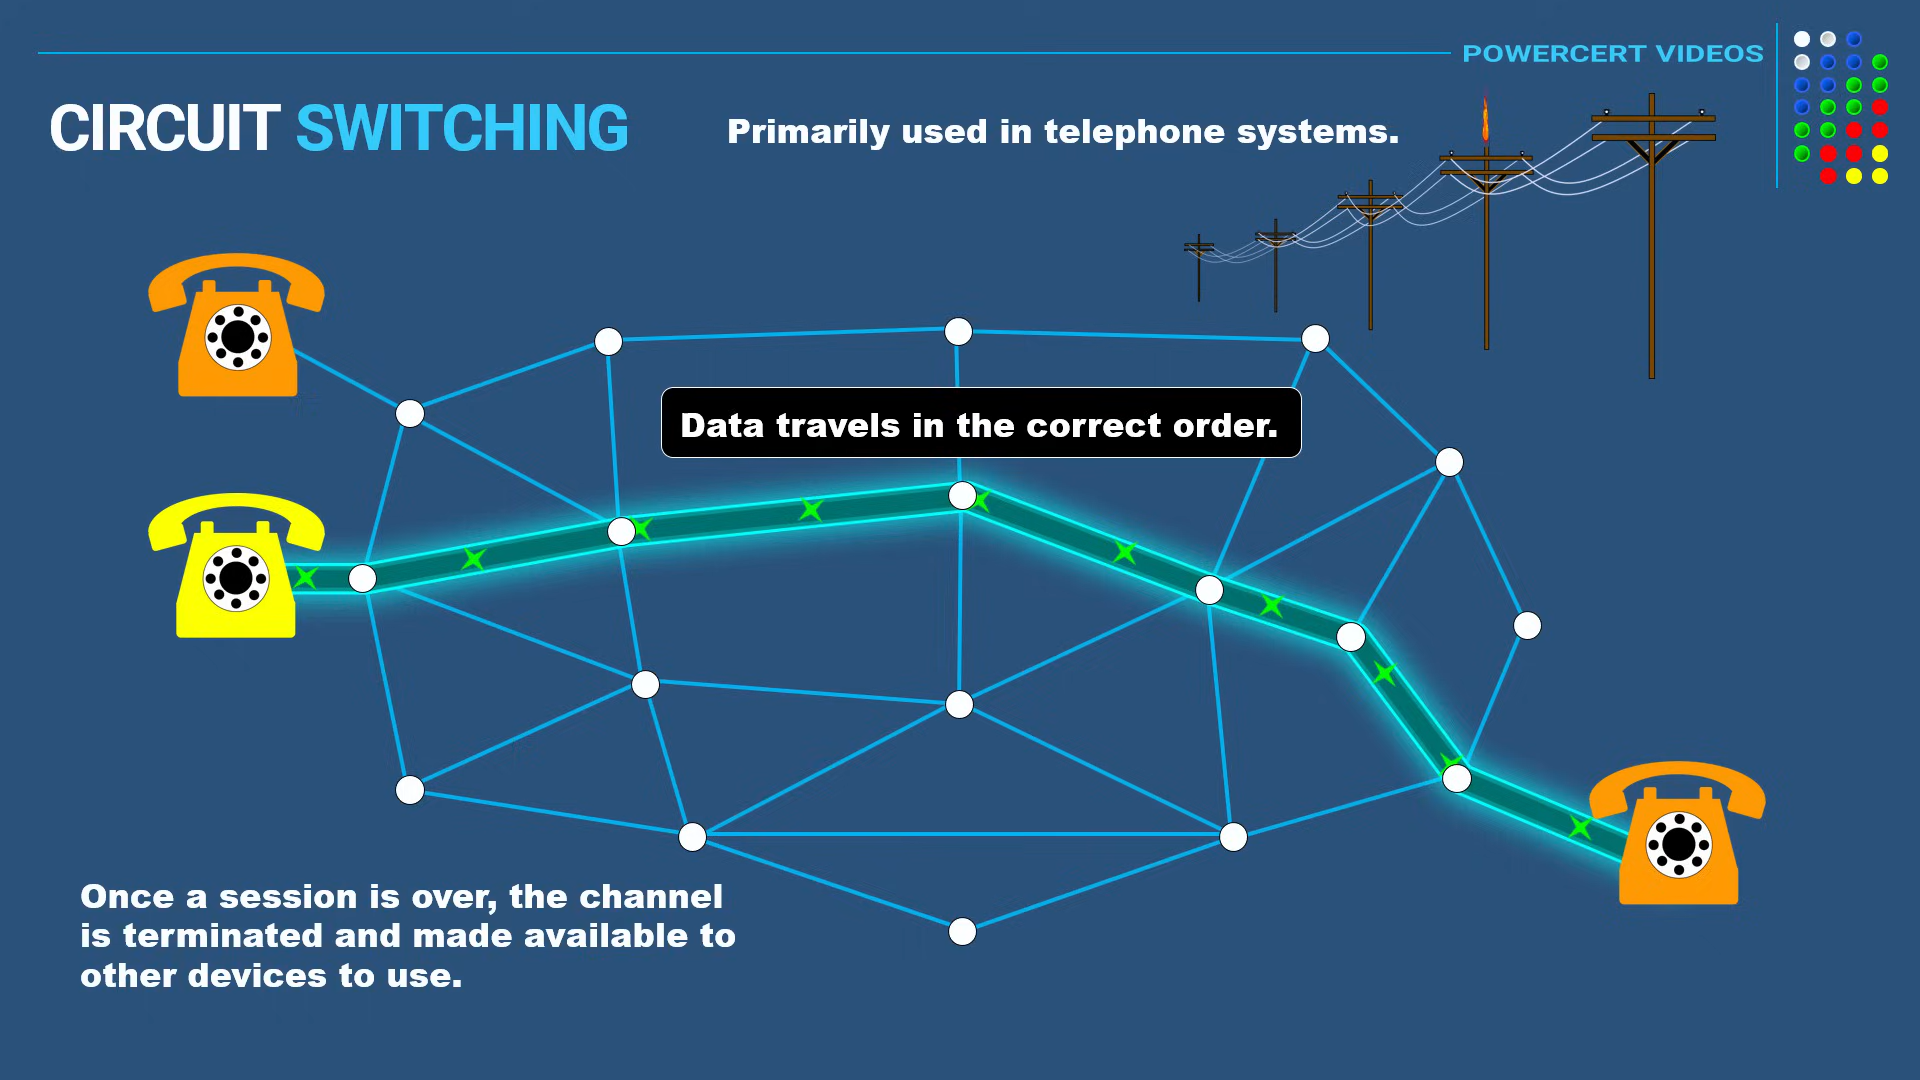 POWERCERT VIDEOS
CIRCUIT SWITCHING
Primarily used in telephone systems.
Data travels in the correct order.
Once a session is over, the channel
is terminated and made available to
other devices to use.